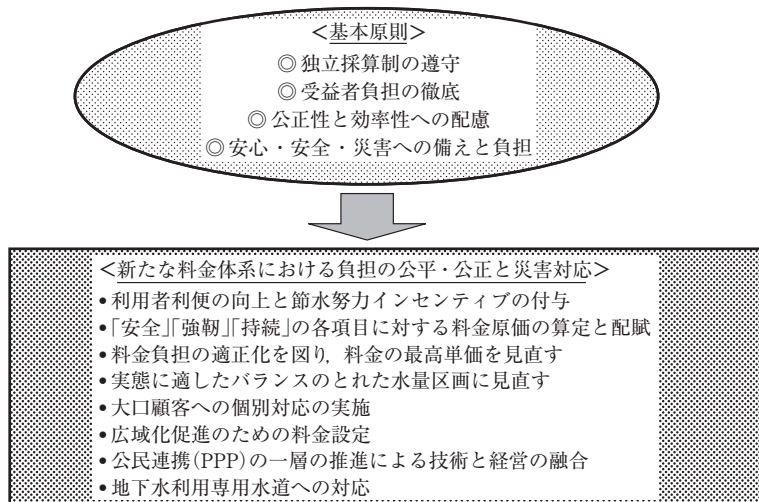 ＜基本原則＞
◎独立採算制の遵守
◎受益者負担の徹底
◎公正性と効率性への配慮
◎安心・安全・災害への備えと負担
＜新たな料金体系における負担の公平・公正と災害対応＞
•利用者利便の向上と節水努力インセンティブの付与
•「安全」「強靭」「持続」の各項目に対する料金原価の算定と配賦
•料金負担の適正化を図り，料金の最高単価を見直す
•実態に適したバランスのとれた水量区画に見直す
•大口顧客への個別対応の実施
•広域化促進のための料金設定
•公民連携(PPP)の一層の推進による技術と経営の融合
•地下水利用専用水道への対応